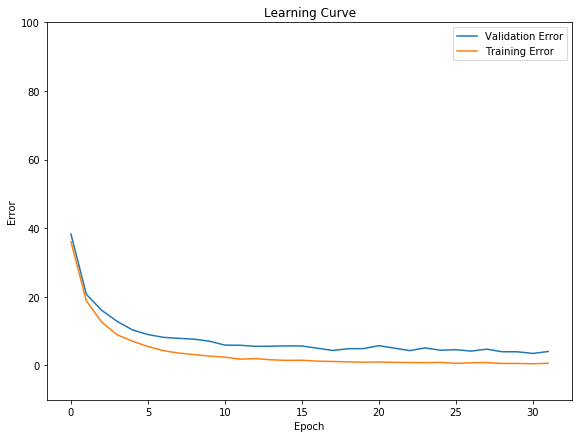 Learning Curve
Validation Error
Training Error
100
80
60
40
20
0
Error
0 5 10 15 20 25 30
Epoch